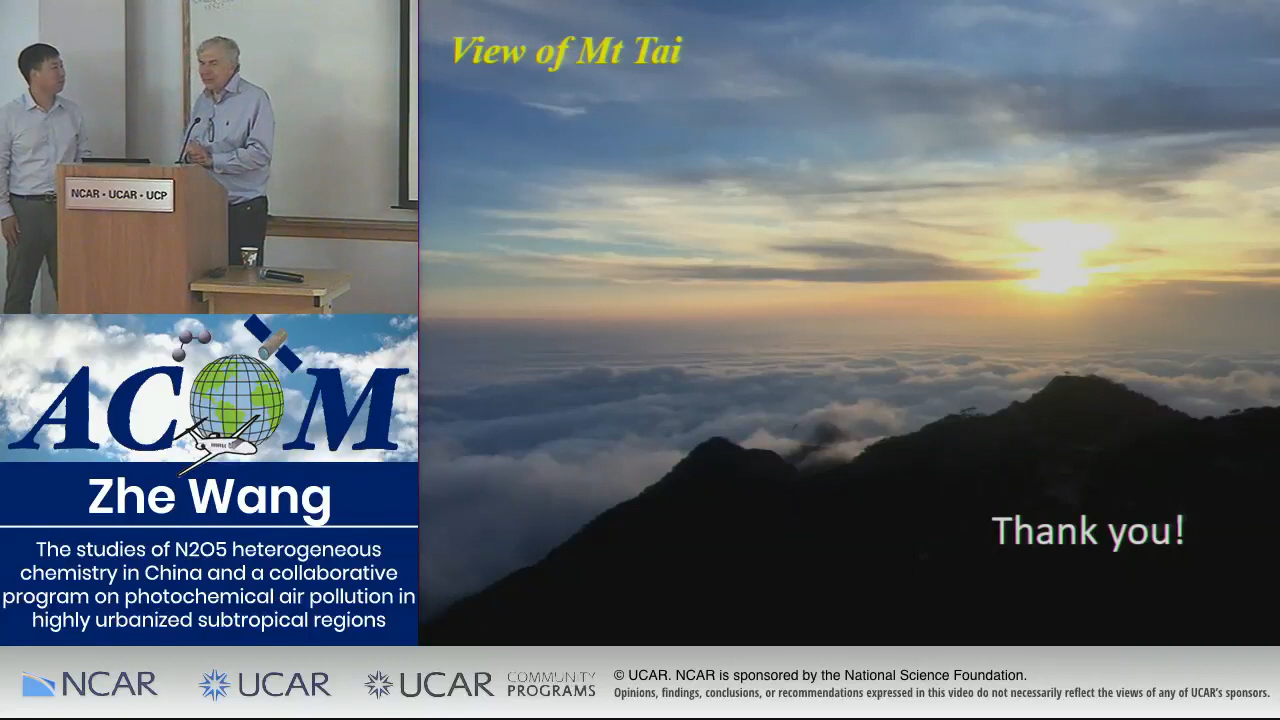 View of Mt Tai
NCAR - UCAR - UCP
ACOM
Zhe Wang
The studies of N2O5 heterogeneous
chemistry in China and a collaborative
program on photochemical air pollution in
highly urbanized subtropical regions
Thank you!
NCAR
UCAR
UCAR
COMMUNITY
PROGRAMS
© UCAR. NCAR is sponsored by the National Science Foundation.
Opinions, findings, conclusions, or recommendations expressed in this video do not necessarily reflect the views of any of UCAR's sponsors.